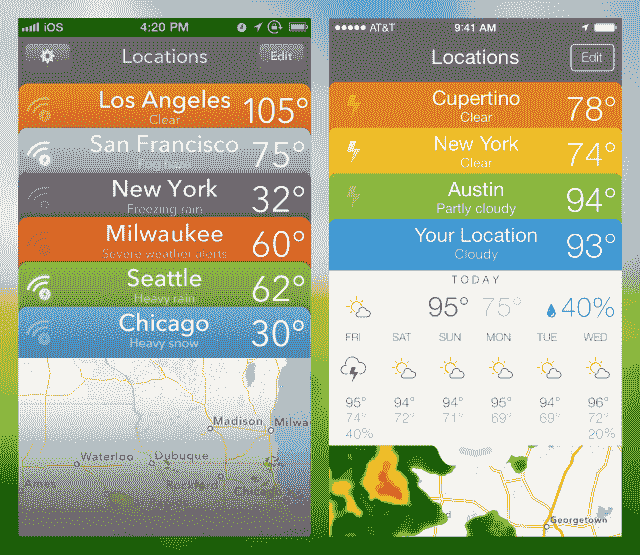 iOS
4:20 PM
Locations
Edit
Los Angeles
Clear
105°
San Francisco
75°
New York
Freezing rain
32°
Milwaukee
Severe weather alerts
60°
Seattle
Heavy rain
62°
Chicago
Heavy snow
30°
Madison
Milwa
Waterloo
Dubuque
Ames
Rockford
Chicago
AT&T
9:41 AM
Locations
Edit
Cupertino
Clear
78°
New York
Clear
74°
Austin
Partly cloudy
94°
Your Location
Cloudy
93°
TODAY
95° 75° 40%
FRI SAT SUN MON TUE WED
95° 94° 94° 95° 94° 96°
74° 72° 71° 69° 69° 72°
40% 20%
Georgetown